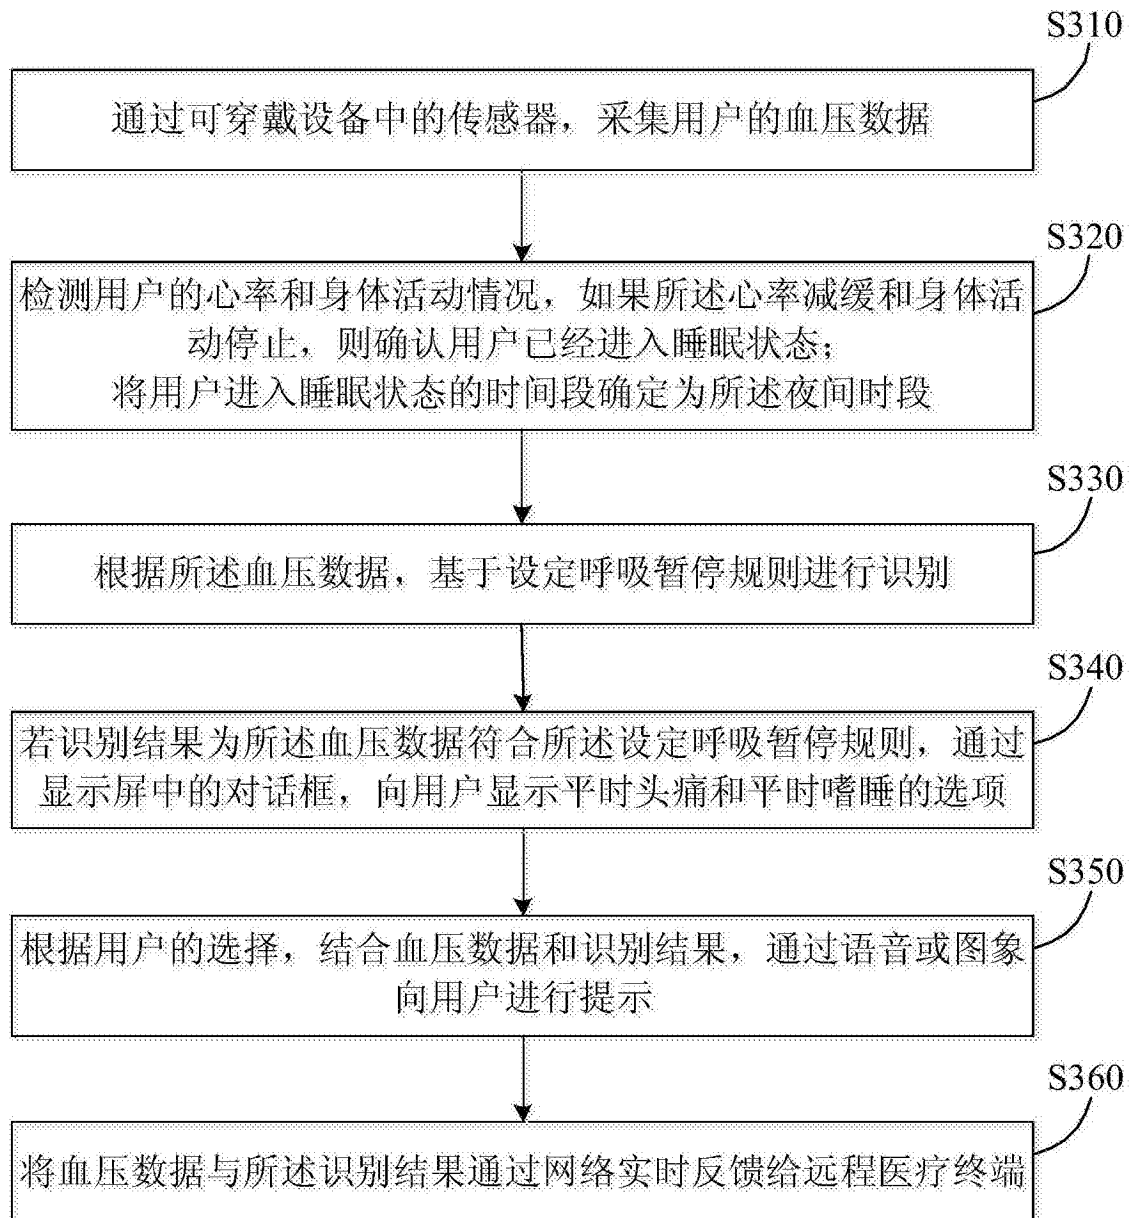 S310
通过可穿戴设备中的传感器，采集用户的血压数据
S320
检测用户的心率和身体活动情况，如果所述心率减缓和身体活
动停止，则确认用户已经进入睡眠状态；
将用户进入睡眠状态的时间段确定为所述夜间时段
S330
根据所述血压数据，基于设定呼吸暂停规则进行识别
S340
若识别结果为所述血压数据符合所述设定呼吸暂停规则，通过
显示屏中的对话框，向用户显示平时头痛和平时嗜睡的选项
S350
根据用户的选择，结合血压数据和识别结果，通过语音或图象
向用户进行提示
S360
将血压数据与所述识别结果通过网络实时反馈给远程医疗终端